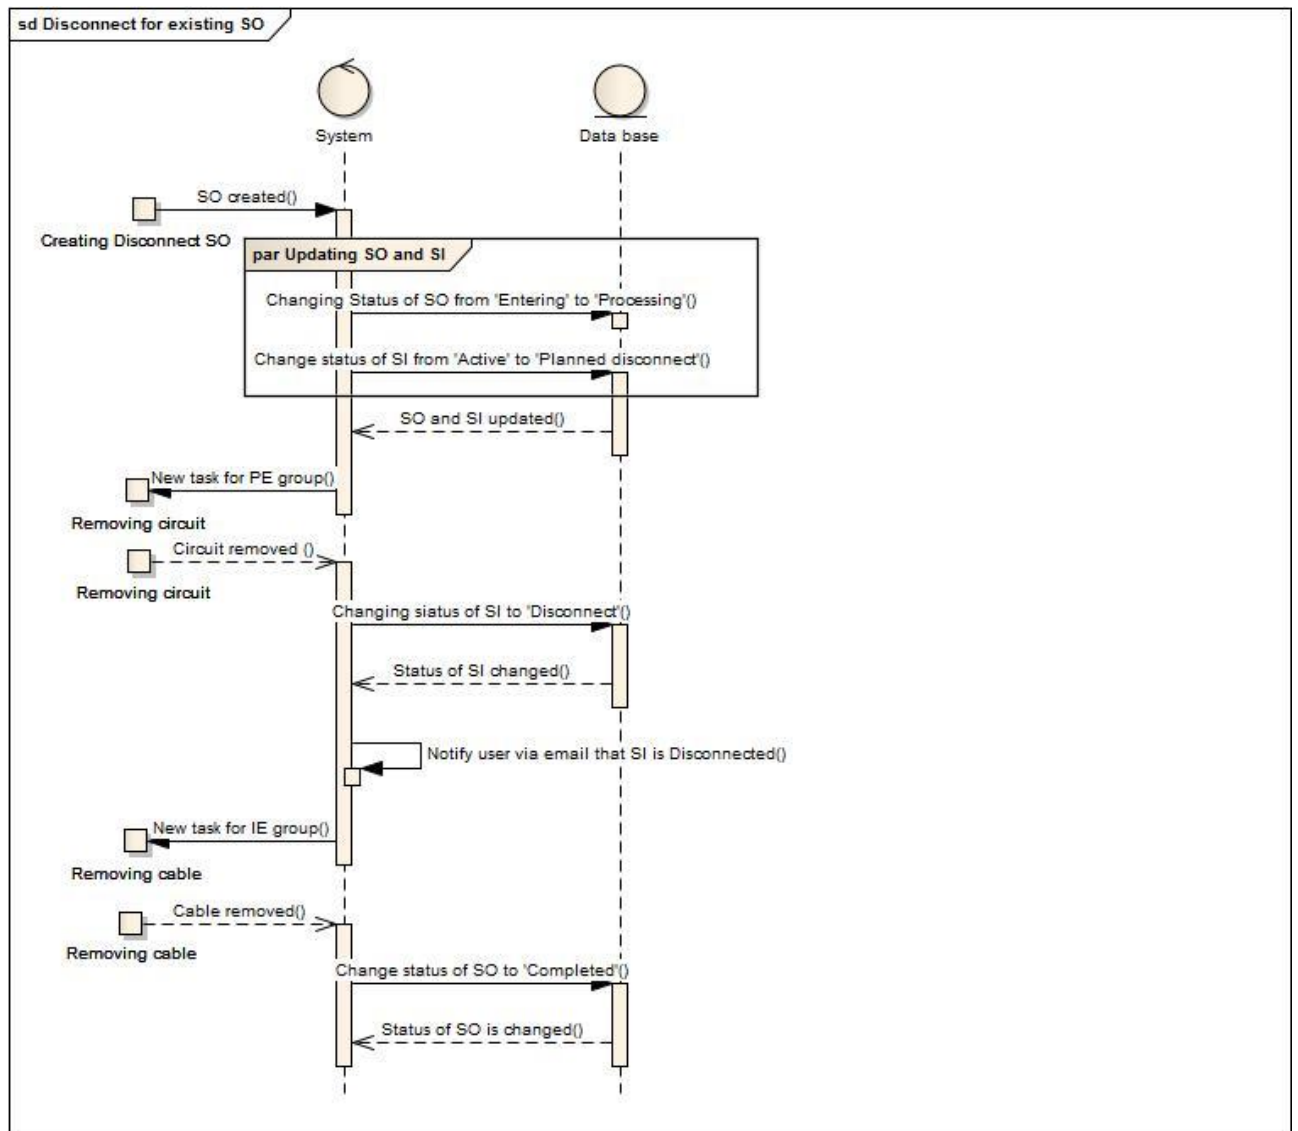 sd Disconnect for existing SO
System
Data base
SO created()
Creating Disconnect SO
par Updating SO and SI
Changing Status of SO from 'Entering' to 'Processing'()
Change status of SI from 'Active' to 'Planned disconnect'()
SO and SI updated()
New task for PE group()
Removing circuit
Circuit removed ()
Removing circuit
Changing siatus of SI to 'Disconnect'()
Status of SI changed()
Notify user via email that SI is Disconnected()
New task for IE group()
Removing cable
Cable removed()
Removing cable
Change status of SO to 'Completed'()
Status of SO is changed()